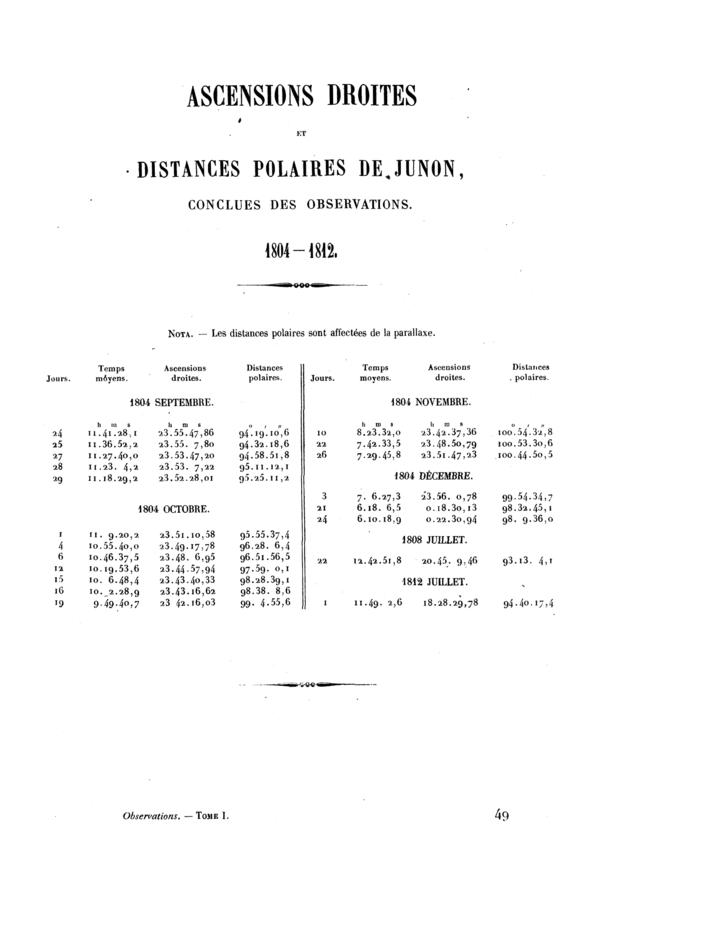 ASCENSIONS DROITES
ET
DISTANCES POLAIRES DE JUNON,
CONCLUES DES OBSERVATIONS.
1804 — 1812.
NOTA. — Les distances polaires sont affectées de la parallaxe.
Jours. Temps moyens. Ascensions droites. Distances polaires.
1804 SEPTEMBRE.
h m s h m s ° ′ ″
24 11.41.28,1 23.55.47,86 94.19.10,6
25 11.36.52,2 23.55. 7,80 94.32.18,6
27 11.27.40,0 23.53.47,20 94.58.51,8
28 11.23. 4,2 23.53. 7,22 95.11.12,1
29 11.18.29,2 23.52.28,01 95.25.11,2
1804 OCTOBRE.
1 11. 9.20,2 23.51.10,58 95.55.37,4
4 10.55.40,0 23.49.17,78 96.28. 6,4
6 10.46.37,5 23.48. 6,95 96.51.56,5
12 10.19.53,6 23.44.57,94 97.59. 0,1
15 10. 6.48,4 23.43.40,33 98.28.39,1
16 10. 2.28,9 23.43.16,62 98.38. 8,6
19 9.49.40,7 23 42.16,03 99. 4.55,6
Jours. Temps moyens. Ascensions droites. Distances polaires.
1804 NOVEMBRE.
h m s h m s ° ′ ″
10 8.23.32,0 23.42.37,36 100.54.32,8
22 7.42.33,5 23.48.50,79 100.53.30,6
26 7.29.45,8 23.51.47,23 100.44.50,5
1804 DÉCEMBRE.
3 7. 6.27,3 23.56. 0,78 99.54.34,7
21 6.18. 6,5 0.18.30,13 98.32.45,1
24 6.10.18,9 0.22.30,94 98. 9.36,0
1808 JUILLET.
22 12.42.51,8 20.45. 9,46 93.13. 4,1
1812 JUILLET.
1 11.49. 2,6 18.28.29,78 94.40.17,4
Observations. — TOME I. 49